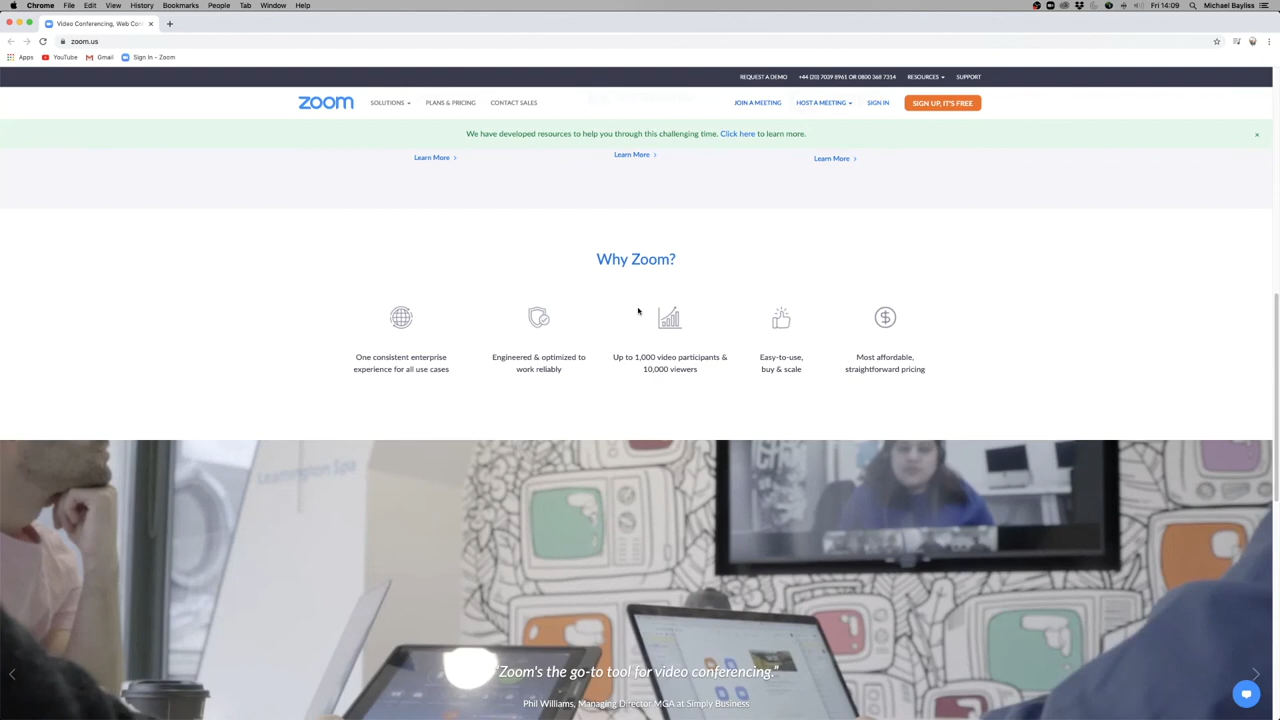 Chrome File Edit View History Bookmarks People Tab Window Help
Fri 14:09 Michael Bayliss
Video Conferencing, Web Con
zoom.us
Apps YouTube Gmail Sign In - Zoom
REQUEST A DEMO +44 (20) 7039 8961 OR 0800 368 7314 RESOURCES SUPPORT
zoom SOLUTIONS PLANS & PRICING CONTACT SALES JOIN A MEETING HOST A MEETING SIGN IN SIGN UP, IT'S FREE
We have developed resources to help you through this challenging time. Click here to learn more.
Learn More Learn More Learn More
Why Zoom?
One consistent enterprise
experience for all use cases
Engineered & optimized to
work reliably
Up to 1,000 video participants &
10,000 viewers
Easy-to-use,
buy & scale
Most affordable,
straightforward pricing
Leamington Spa
"Zoom's the go-to tool for video conferencing."
Phil Williams, Managing Director MGA at Simply Business